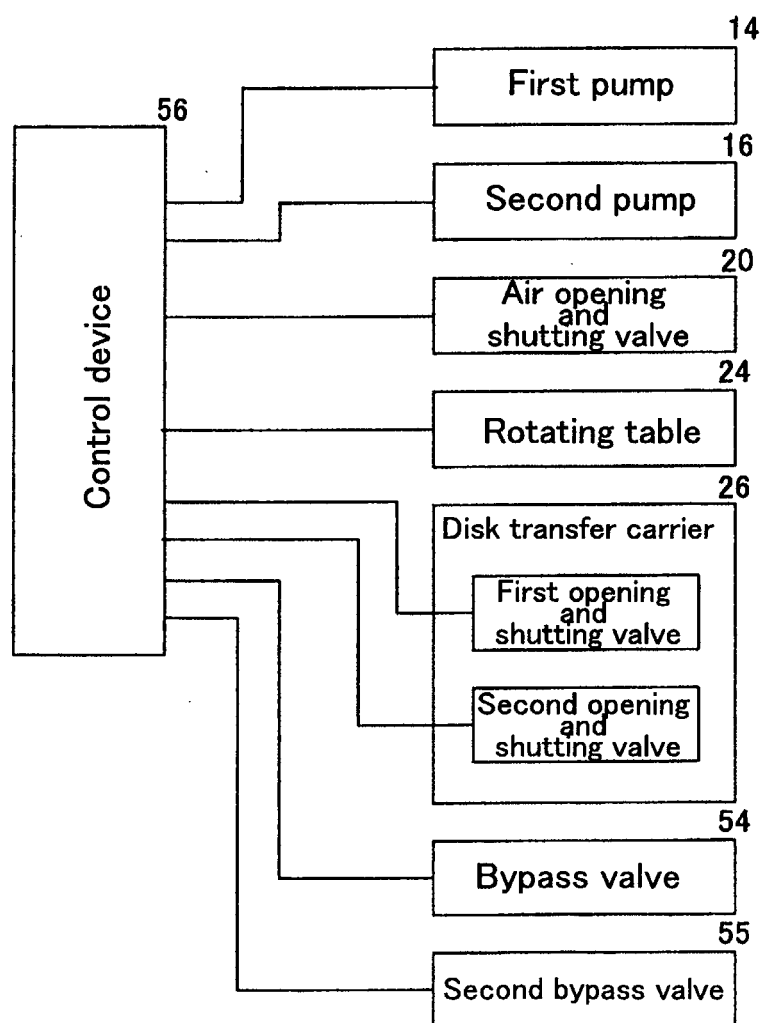 14
First pump
56
16
Second pump
20
Air opening
and
shutting valve
Control device
24
Rotating table
26
Disk transfer carrier
First opening
and
shutting valve
Second opening
and
shutting valve
54
Bypass valve
55
Second bypass valve